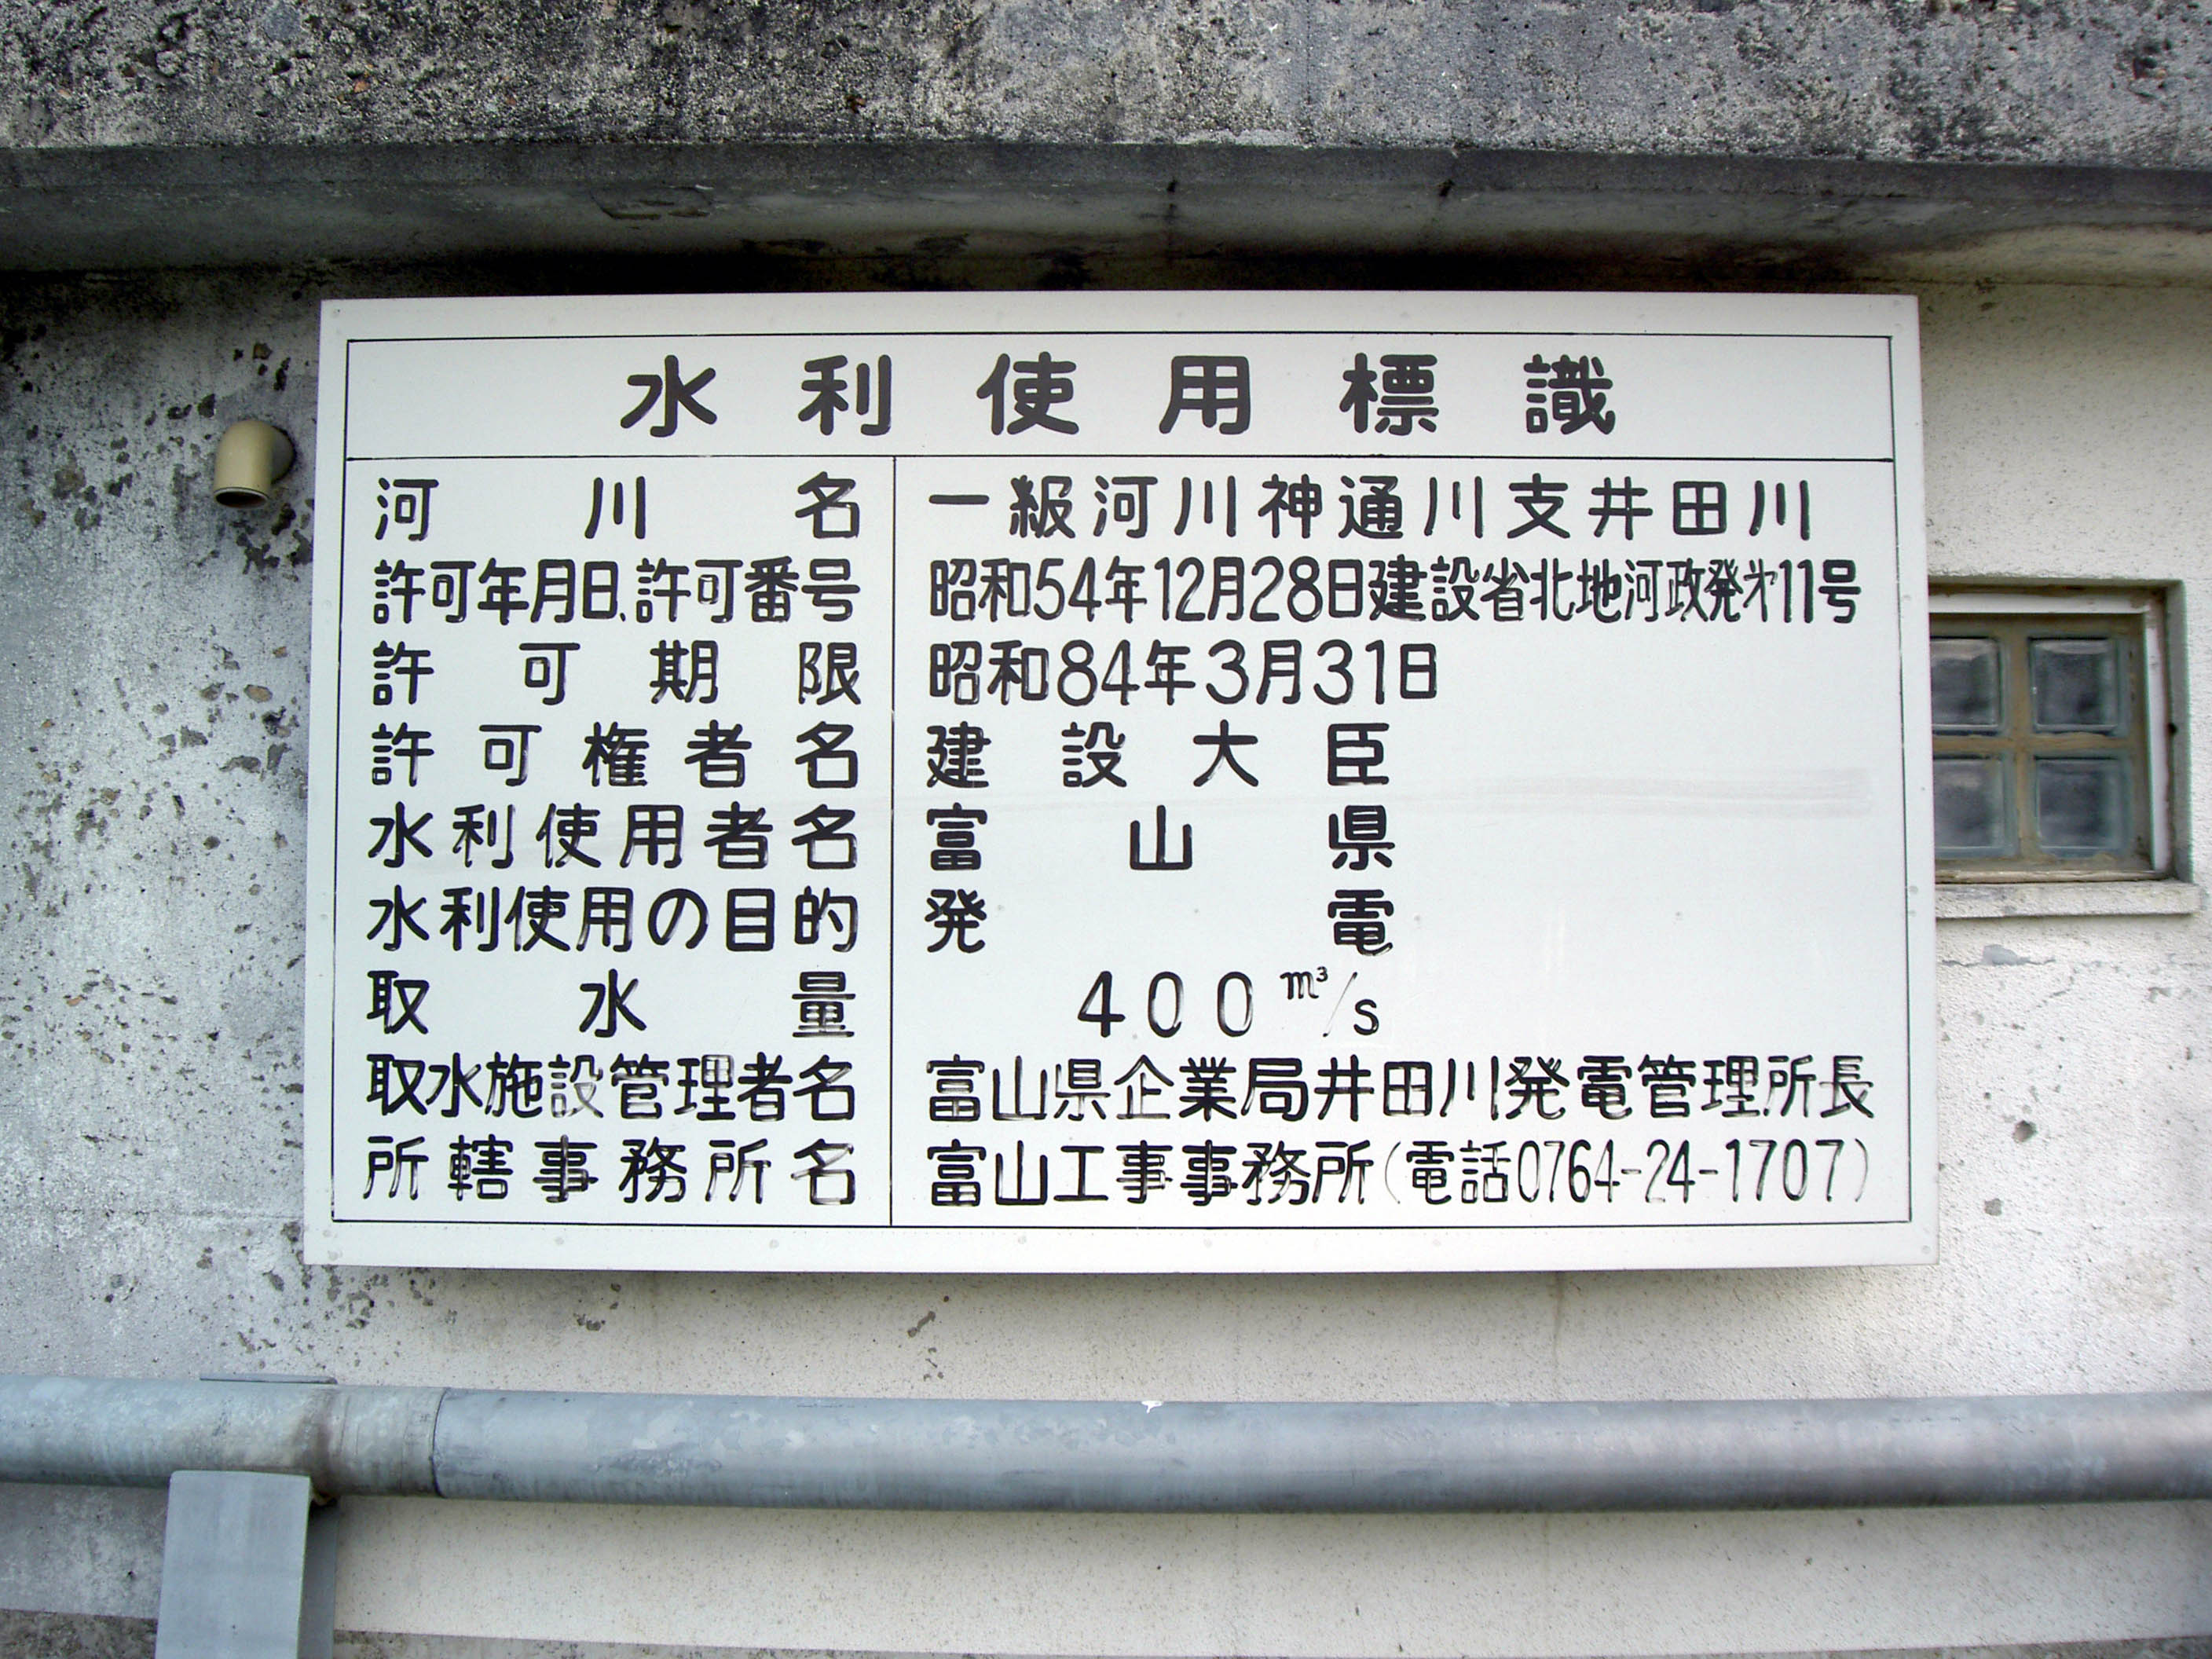 水利使用標識
河川名 一級河川神通川支井田川
許可年月日、許可番号 昭和54年12月28日建設省北地河政発㐧11号
許可期限 昭和84年3月31日
許可権者名 建設大臣
水利使用者名 富山県
水利使用の目的 発電
取水量 400m³/s
取水施設管理者名 富山県企業局井田川発電管理所長
所轄事務所名 富山工事事務所(電話0764-24-1707)